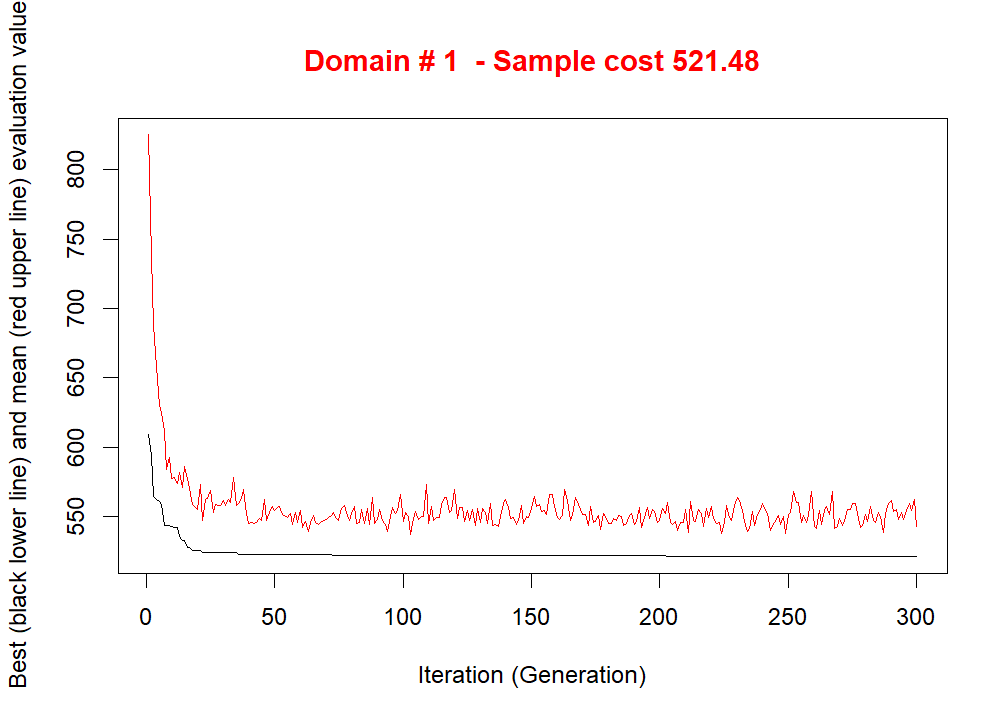 Domain # 1  - Sample cost 521.48
Best (black lower line) and mean (red upper line) evaluation value
800
750
700
650
600
550
0 50 100 150 200 250 300
Iteration (Generation)